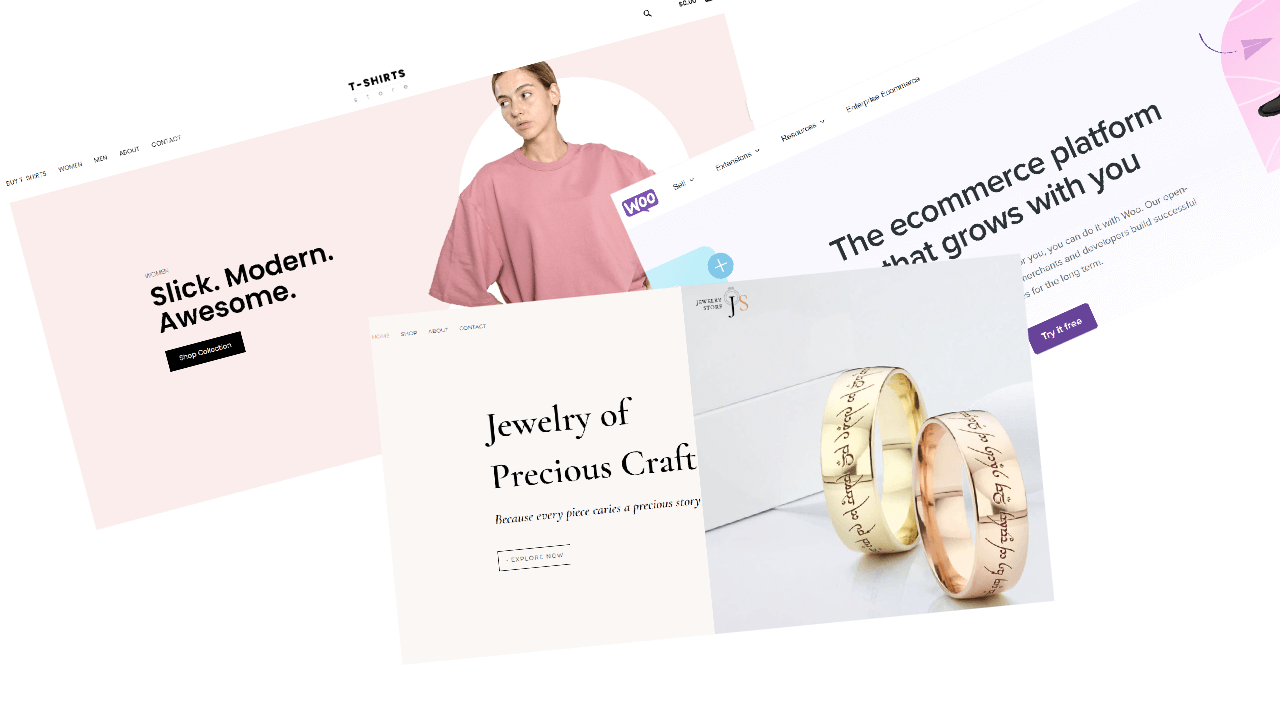 $0.00
T-SHIRTS
store
BUY T-SHIRTS WOMEN MEN ABOUT CONTACT
WOMEN
Slick. Modern.
Awesome.
Shop Collection
Woo
Sell Extensions Resources Enterprise Ecommerce
The ecommerce platform
that grows with you
or you, you can do it with Woo. Our open-
merchants and developers build successful
s for the long term.
Try it free
HOME SHOP ABOUT CONTACT
JEWELRY
STORE
JS
Jewelry of
Precious Craft
Because every piece caries a precious story
EXPLORE NOW